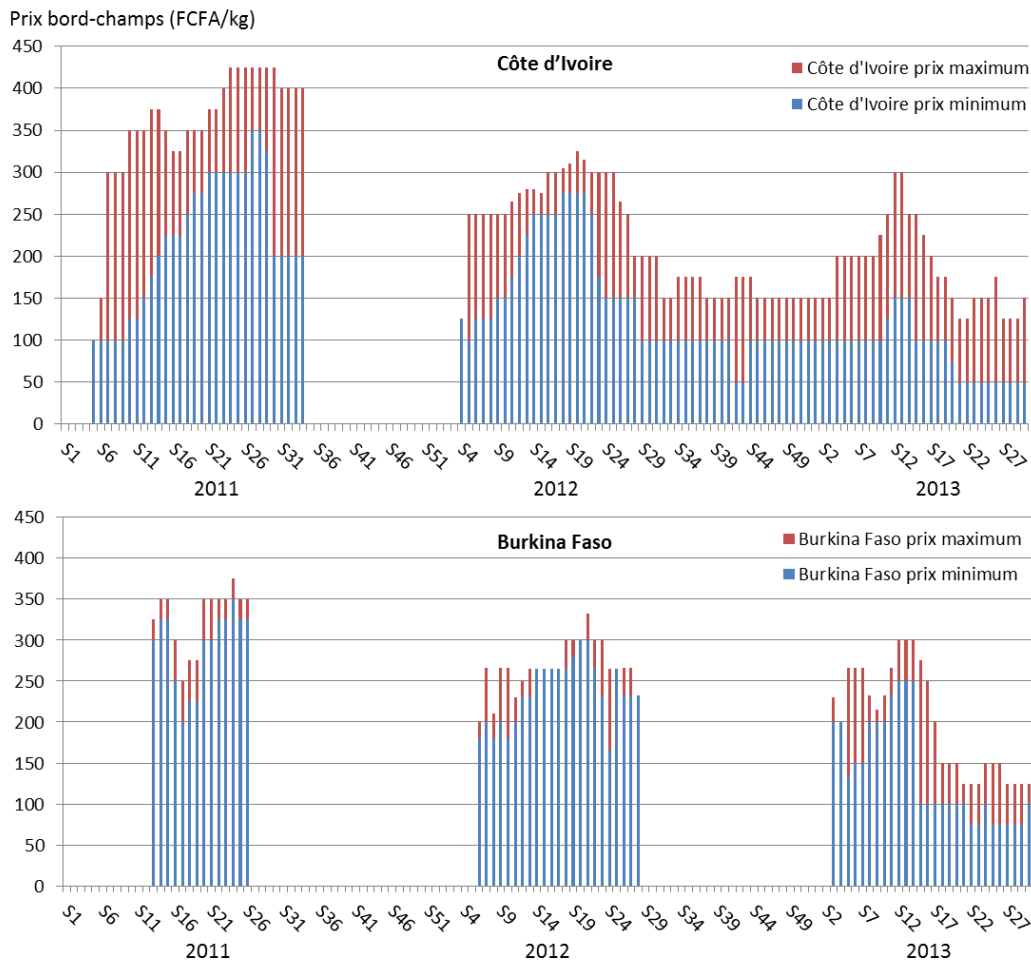 Prix bord-champs (FCFA/kg)
Côte d’Ivoire
Côte d'Ivoire prix maximum
Côte d'Ivoire prix minimum
450
400
350
300
250
200
150
100
50
0
S1 S6 S11 S16 S21 S26 S31 S36 S41 S46 S51 S4 S9 S14 S19 S24 S29 S34 S39 S44 S49 S2 S7 S12 S17 S22 S27
2011 2012 2013
Burkina Faso
Burkina Faso prix maximum
Burkina Faso prix minimum
450
400
350
300
250
200
150
100
50
0
S1 S6 S11 S16 S21 S26 S31 S36 S41 S46 S51 S4 S9 S14 S19 S24 S29 S34 S39 S44 S49 S2 S7 S12 S17 S22 S27
2011 2012 2013